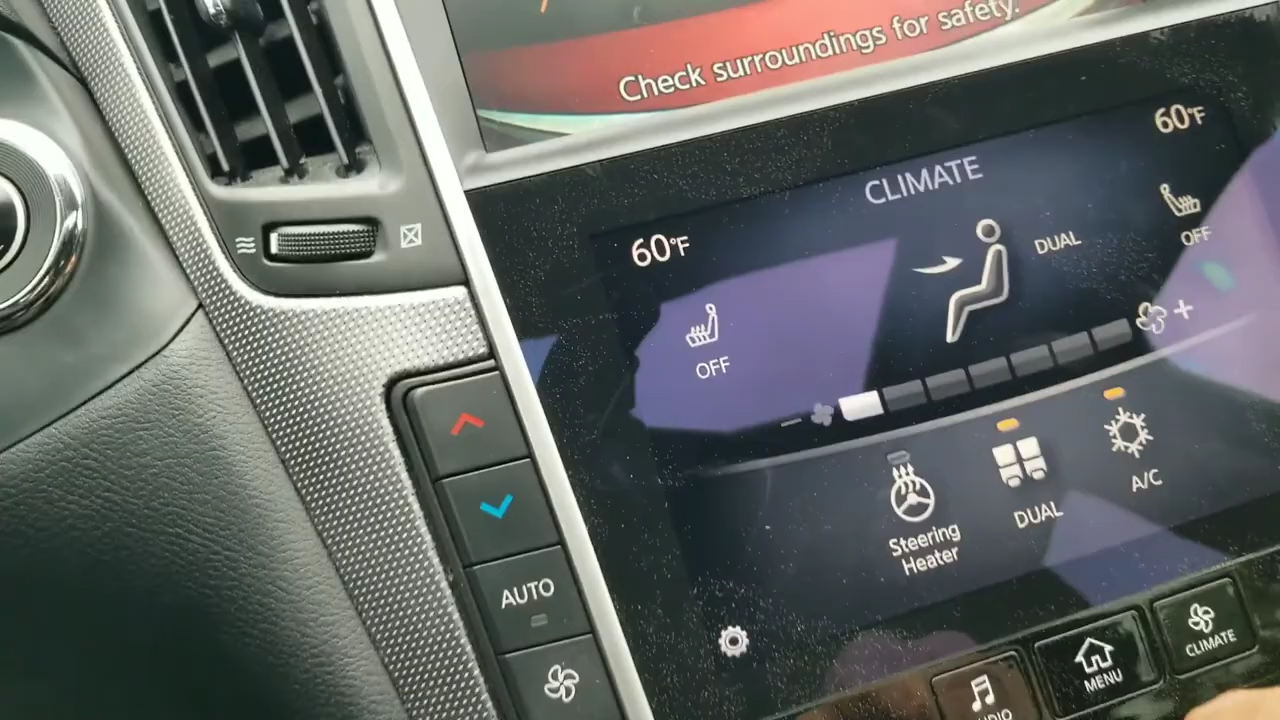 Check surroundings for safety.
60°F
CLIMATE
60°F
DUAL
OFF
OFF
Steering
Heater
DUAL
A/C
AUTO
MENU
CLIMATE